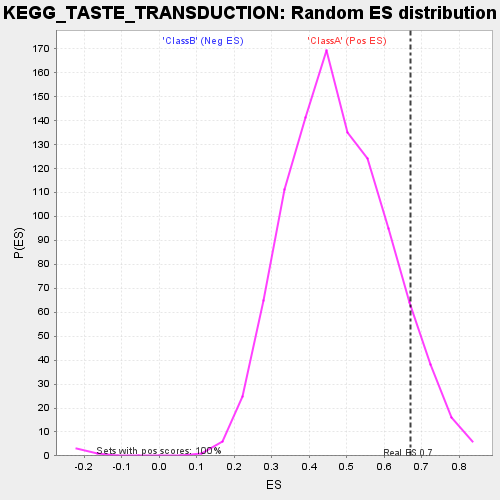 KEGG_TASTE_TRANSDUCTION: Random ES distribution
'ClassB' (Neg ES) 'ClassA' (Pos ES)
170
160
150
140
130
120
110
100
90
80
70
60
50
40
30
20
10
0
P(ES)
Sets with pos scores: 100%
Real ES 0.7
-0.2 -0.1 0.0 0.1 0.2 0.3 0.4 0.5 0.6 0.7 0.8
ES